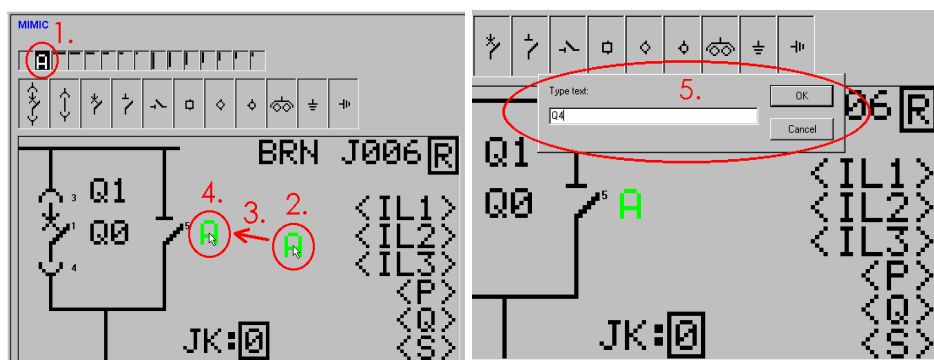 MIMIC
1.
A
BRN J006 R
3 Q1
1 Q0
4
5
4.
A
3.
2.
A
<IL1>
<IL2>
<IL3>
<P>
<Q>
<S>
JK:0
Type text:
5.
Q4
OK
Cancel
006 R
Q1
Q0
5 A
<IL1>
<IL2>
<IL3>
<P>
<Q>
<S>
JK:0